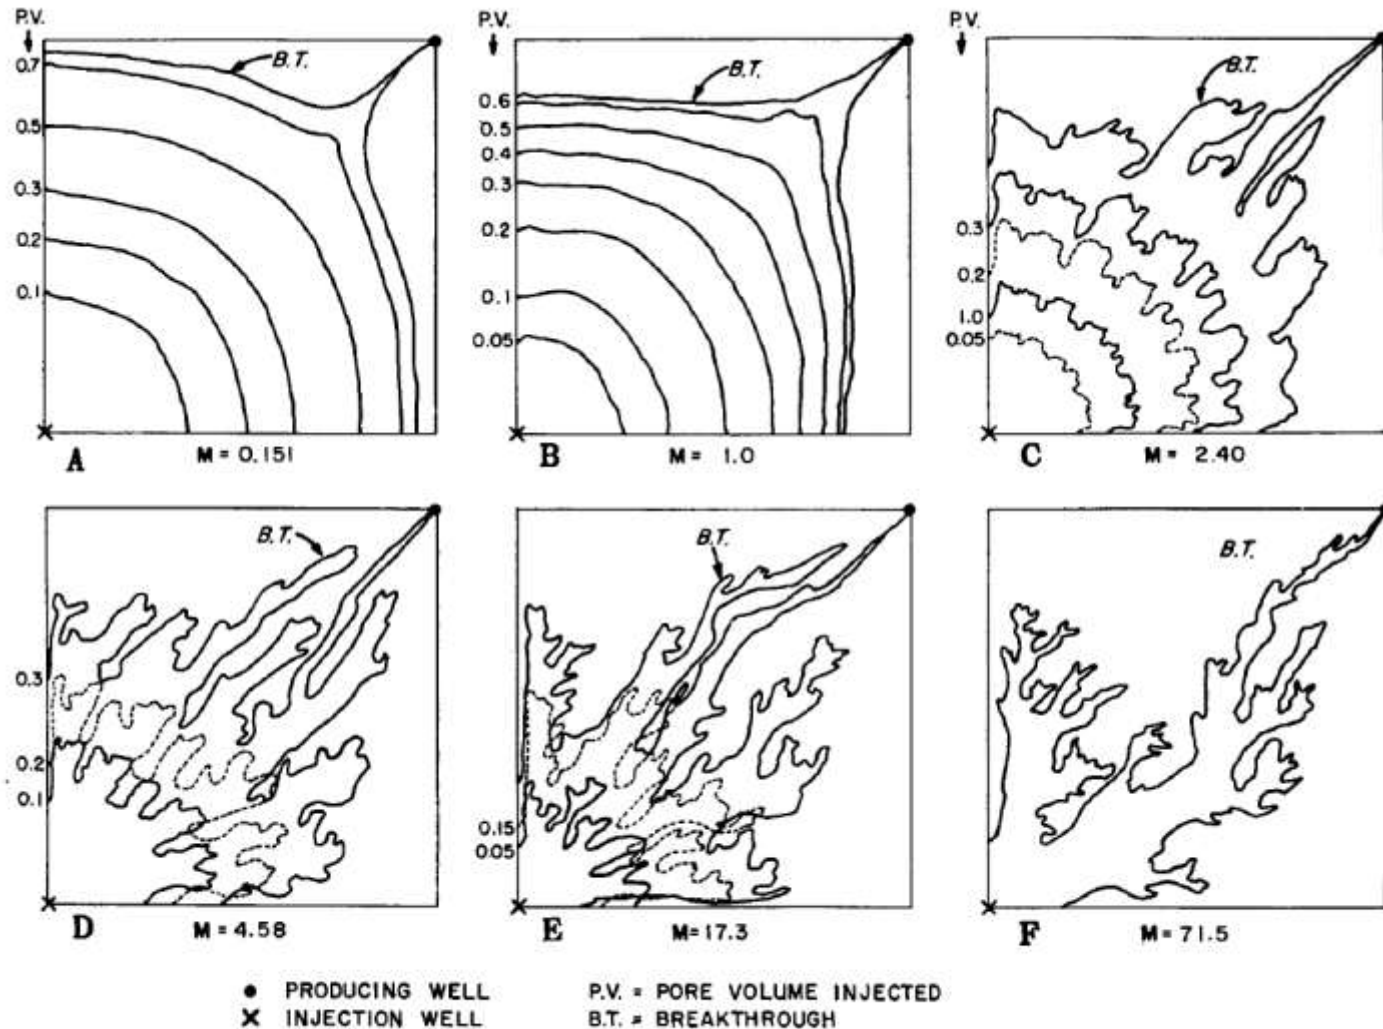 P.V.
0.7
0.5
0.3
0.2
0.1
B.T.
A
M = 0.151
P.V.
0.6
0.5
0.4
0.3
0.2
0.1
0.05
B.T.
B
M = 1.0
P.V.
0.3
0.2
1.0
0.05
B.T.
C
M = 2.40
0.3
0.2
0.1
B.T.
D
M = 4.58
0.15
0.05
B.T.
E
M = 17.3
B.T.
F
M = 71.5
PRODUCING WELL
P.V. = PORE VOLUME INJECTED
INJECTION WELL
B.T. = BREAKTHROUGH